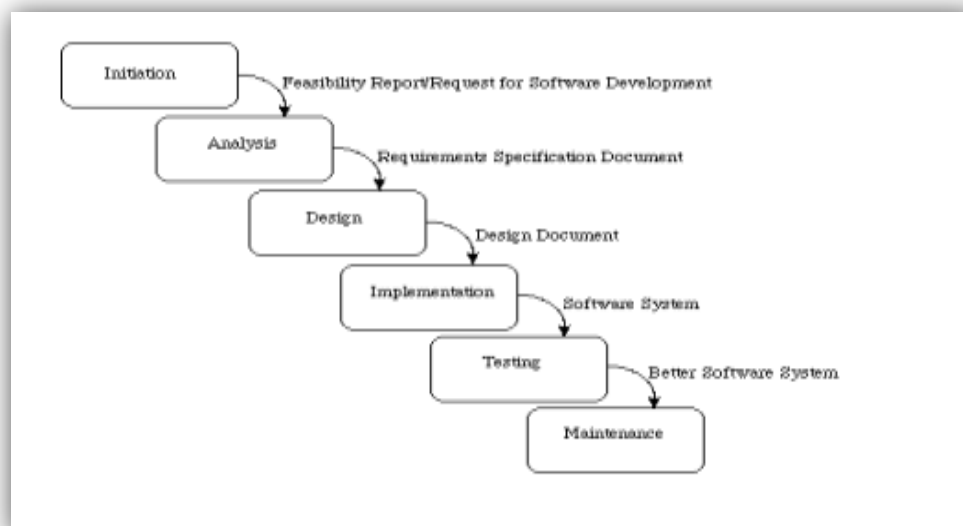 Initiation
Feasibility Report/Request for Software Development
Analysis
Requirements Specification Document
Design
Design Document
Implementation
Software System
Testing
Better Software System
Maintenance